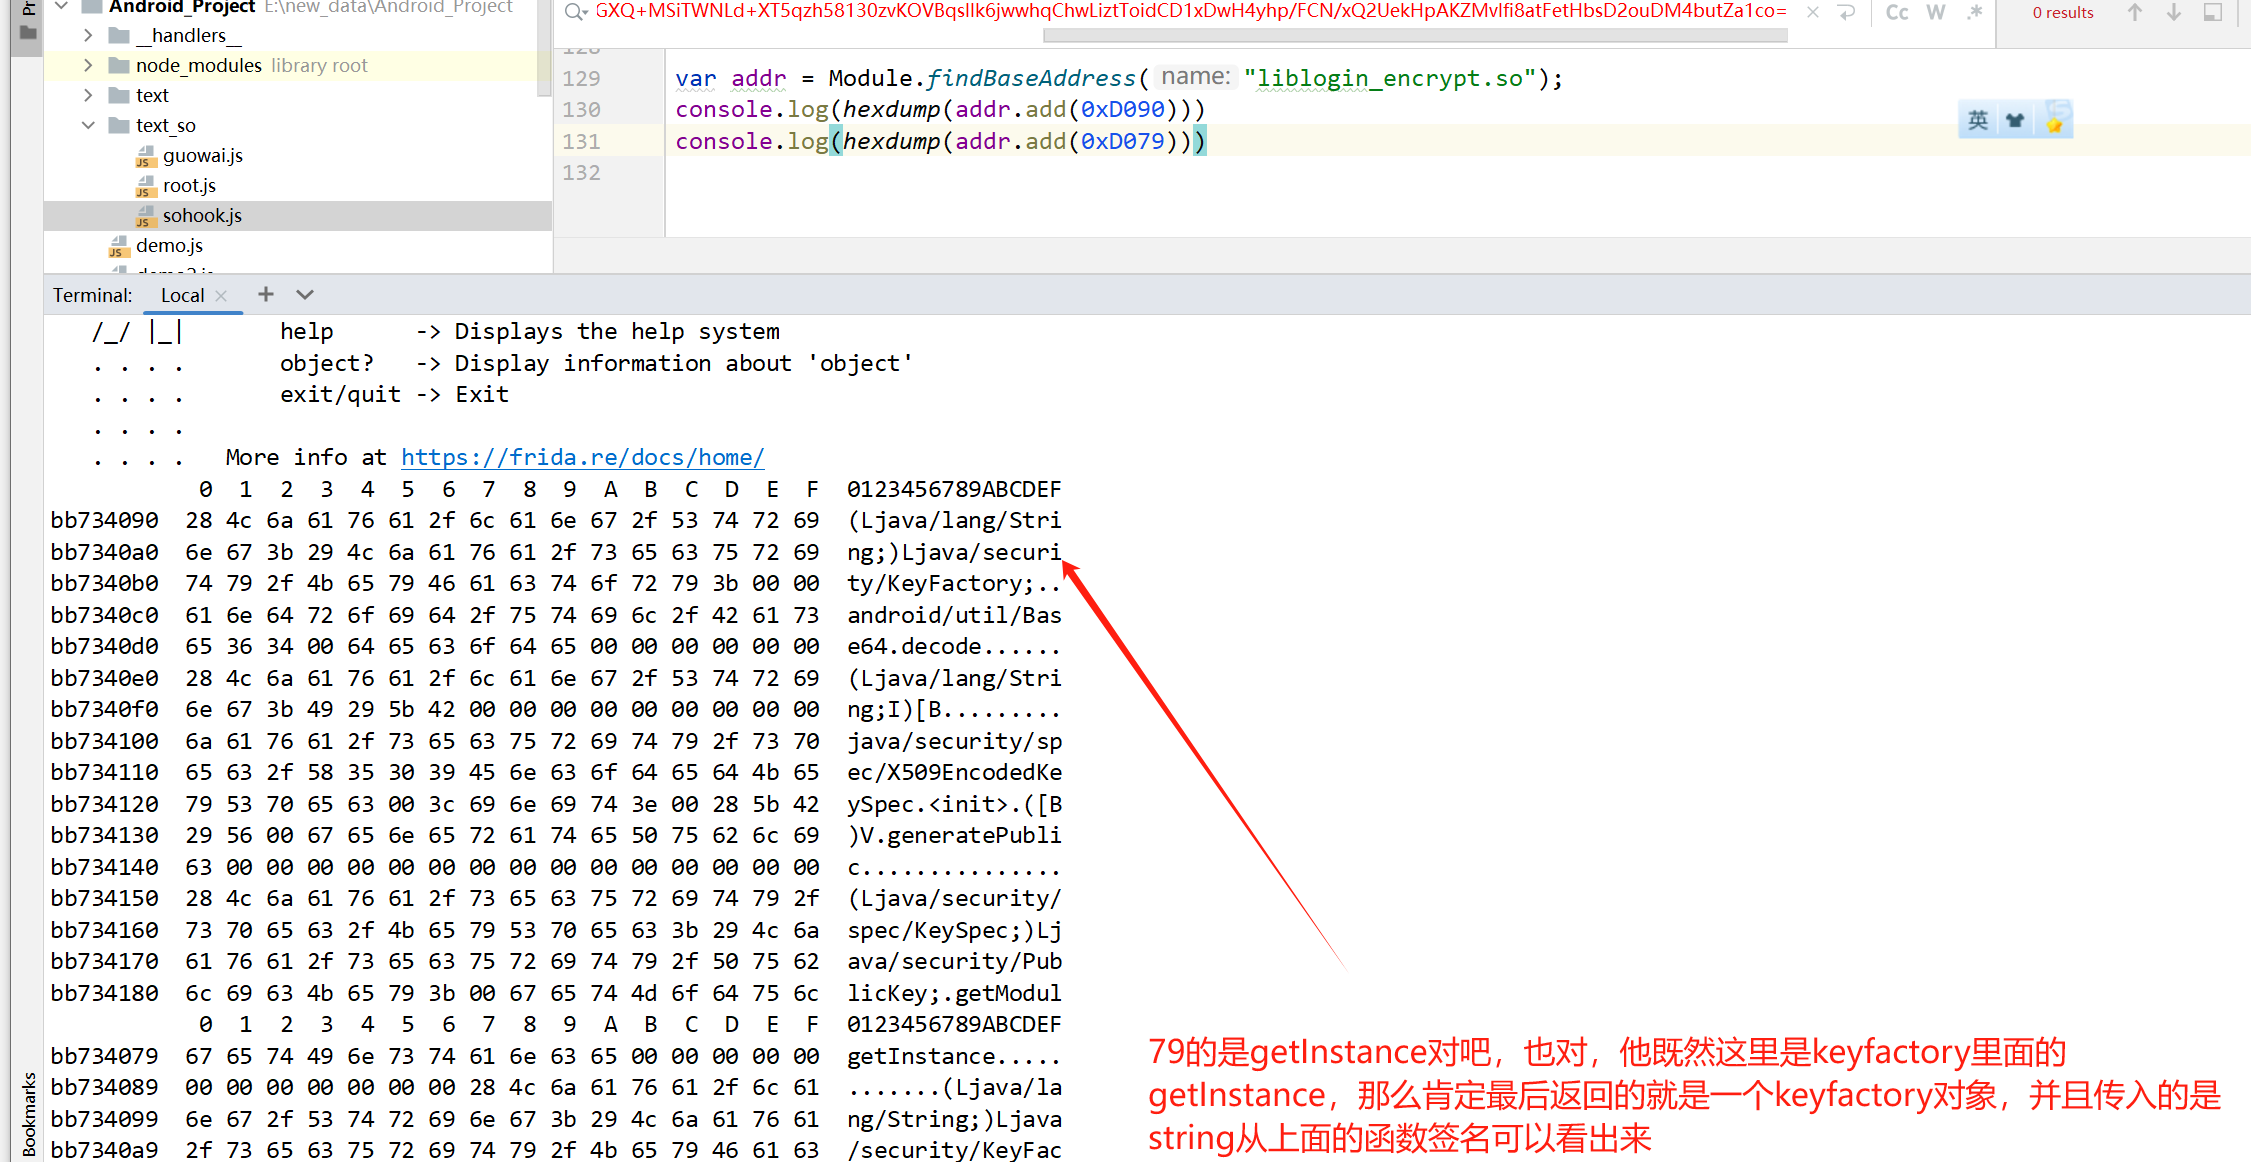 Android_Project E:\new_data\Android_Project
__handlers__
node_modules library root
text
text_so
guowai.js
root.js
sohook.js
demo.js
GXQ+MSiTWNLd+XT5qzh58130zvKOVBqsIlk6jwwhqChwLiztToidCD1xDwH4yhp/FCN/xQ2UekHpAKZMvIfi8atFetHbsD2ouDM4butZa1co=
Cc W .*
0 results
129 var addr = Module.findBaseAddress( name: "liblogin_encrypt.so");
130 console.log(hexdump(addr.add(0xD090)))
131 console.log(hexdump(addr.add(0xD079)))
132
英
Terminal: Local
/_/ |_| help -> Displays the help system
. . . . object? -> Display information about 'object'
. . . . exit/quit -> Exit
. . . .
. . . . More info at https://frida.re/docs/home/
0 1 2 3 4 5 6 7 8 9 A B C D E F 0123456789ABCDEF
bb734090 28 4c 6a 61 76 61 2f 6c 61 6e 67 2f 53 74 72 69 (Ljava/lang/Stri
bb7340a0 6e 67 3b 29 4c 6a 61 76 61 2f 73 65 63 75 72 69 ng;)Ljava/securi
bb7340b0 74 79 2f 4b 65 79 46 61 63 74 6f 72 79 3b 00 00 ty/KeyFactory;..
bb7340c0 61 6e 64 72 6f 69 64 2f 75 74 69 6c 2f 42 61 73 android/util/Bas
bb7340d0 65 36 34 00 64 65 63 6f 64 65 00 00 00 00 00 00 e64.decode......
bb7340e0 28 4c 6a 61 76 61 2f 6c 61 6e 67 2f 53 74 72 69 (Ljava/lang/Stri
bb7340f0 6e 67 3b 49 29 5b 42 00 00 00 00 00 00 00 00 00 ng;I)[B.........
bb734100 6a 61 76 61 2f 73 65 63 75 72 69 74 79 2f 73 70 java/security/sp
bb734110 65 63 2f 58 35 30 39 45 6e 63 6f 64 65 64 4b 65 ec/X509EncodedKe
bb734120 79 53 70 65 63 00 3c 69 6e 69 74 3e 00 28 5b 42 ySpec.<init>.([B
bb734130 29 56 00 67 65 6e 65 72 61 74 65 50 75 62 6c 69 )V.generatePubli
bb734140 63 00 00 00 00 00 00 00 00 00 00 00 00 00 00 00 c...............
bb734150 28 4c 6a 61 76 61 2f 73 65 63 75 72 69 74 79 2f (Ljava/security/
bb734160 73 70 65 63 2f 4b 65 79 53 70 65 63 3b 29 4c 6a spec/KeySpec;)Lj
bb734170 61 76 61 2f 73 65 63 75 72 69 74 79 2f 50 75 62 ava/security/Pub
bb734180 6c 69 63 4b 65 79 3b 00 67 65 74 4d 6f 64 75 6c licKey;.getModul
0 1 2 3 4 5 6 7 8 9 A B C D E F 0123456789ABCDEF
bb734079 67 65 74 49 6e 73 74 61 6e 63 65 00 00 00 00 00 getInstance.....
bb734089 00 00 00 00 00 00 00 28 4c 6a 61 76 61 2f 6c 61 .......(Ljava/la
bb734099 6e 67 2f 53 74 72 69 6e 67 3b 29 4c 6a 61 76 61 ng/String;)Ljava
bb7340a9 2f 73 65 63 75 72 69 74 79 2f 4b 65 79 46 61 63 /security/KeyFac
79的是getInstance对吧，也对，他既然这里是keyfactory里面的
getInstance，那么肯定最后返回的就是一个keyfactory对象，并且传入的是
string从上面的函数签名可以看出来
Bookmarks